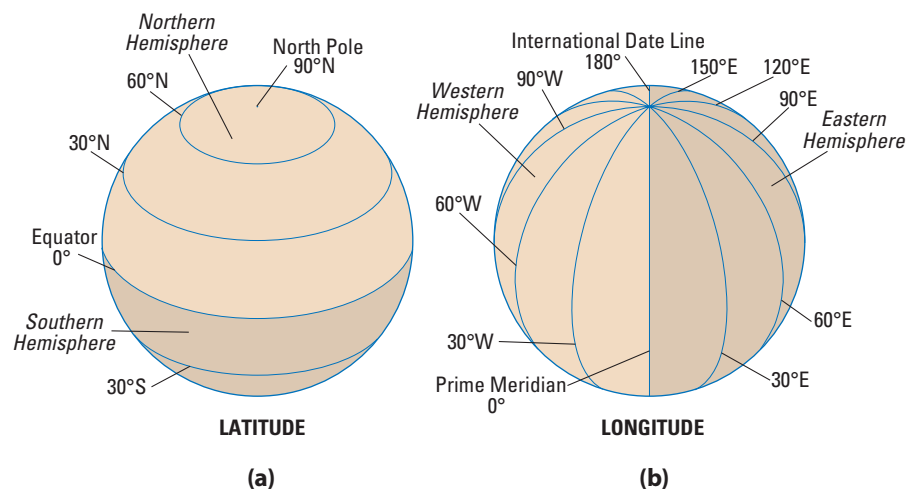 Northern
Hemisphere
North Pole
90°N
60°N
30°N
Equator
0°
Southern
Hemisphere
30°S
LATITUDE
(a)
International Date Line
180°
150°E
120°E
90°W
90°E
Western
Hemisphere
Eastern
Hemisphere
60°W
60°E
30°W
30°E
Prime Meridian
0°
LONGITUDE
(b)